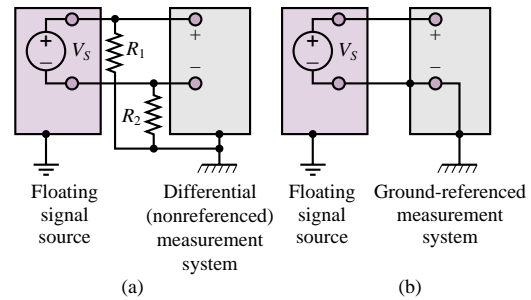 +
−
V_S
R_1
R_2
+
−
Floating
signal
source
Differential
(nonreferenced)
measurement
system
(a)
+
−
V_S
+
−
Floating
signal
source
Ground-referenced
measurement
system
(b)